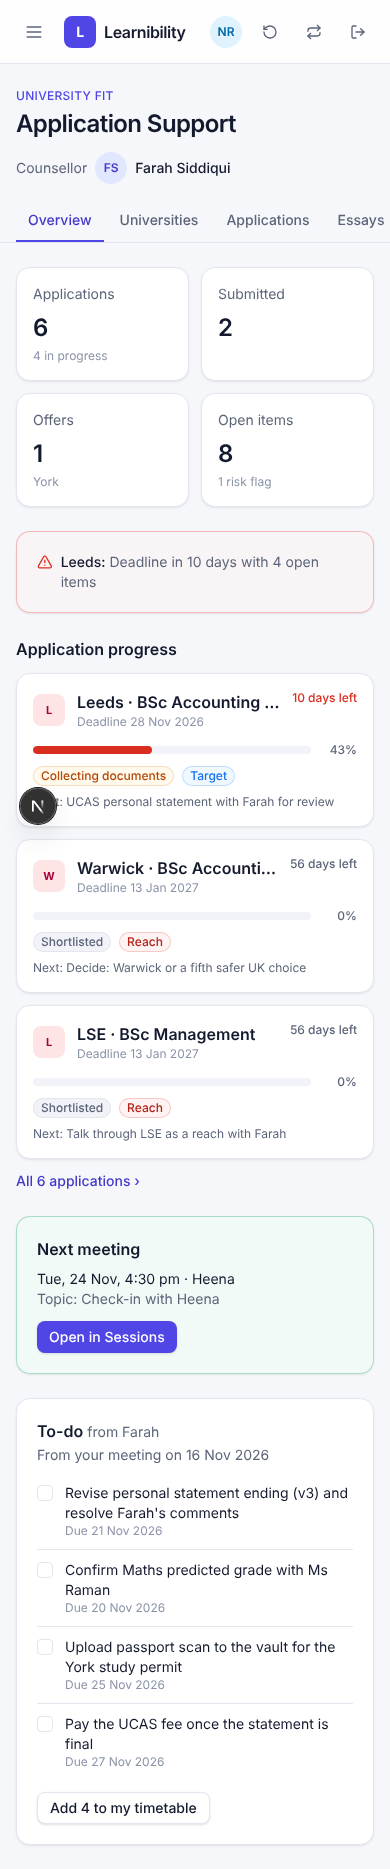 L Learnibility NR
UNIVERSITY FIT
Application Support
Counsellor FS Farah Siddiqui
Overview Universities Applications Essays
Applications
6
4 in progress
Submitted
2
Offers
1
York
Open items
8
1 risk flag
Leeds: Deadline in 10 days with 4 open
items
Application progress
L Leeds · BSc Accounting ... 10 days left
Deadline 28 Nov 2026
43%
Collecting documents Target
N
UCAS personal statement with Farah for review
W Warwick · BSc Accounti... 56 days left
Deadline 13 Jan 2027
0%
Shortlisted Reach
Next: Decide: Warwick or a fifth safer UK choice
L LSE · BSc Management 56 days left
Deadline 13 Jan 2027
0%
Shortlisted Reach
Next: Talk through LSE as a reach with Farah
All 6 applications ›
Next meeting
Tue, 24 Nov, 4:30 pm · Heena
Topic: Check-in with Heena
Open in Sessions
To-do from Farah
From your meeting on 16 Nov 2026
Revise personal statement ending (v3) and
resolve Farah's comments
Due 21 Nov 2026
Confirm Maths predicted grade with Ms
Raman
Due 20 Nov 2026
Upload passport scan to the vault for the
York study permit
Due 25 Nov 2026
Pay the UCAS fee once the statement is
final
Due 27 Nov 2026
Add 4 to my timetable